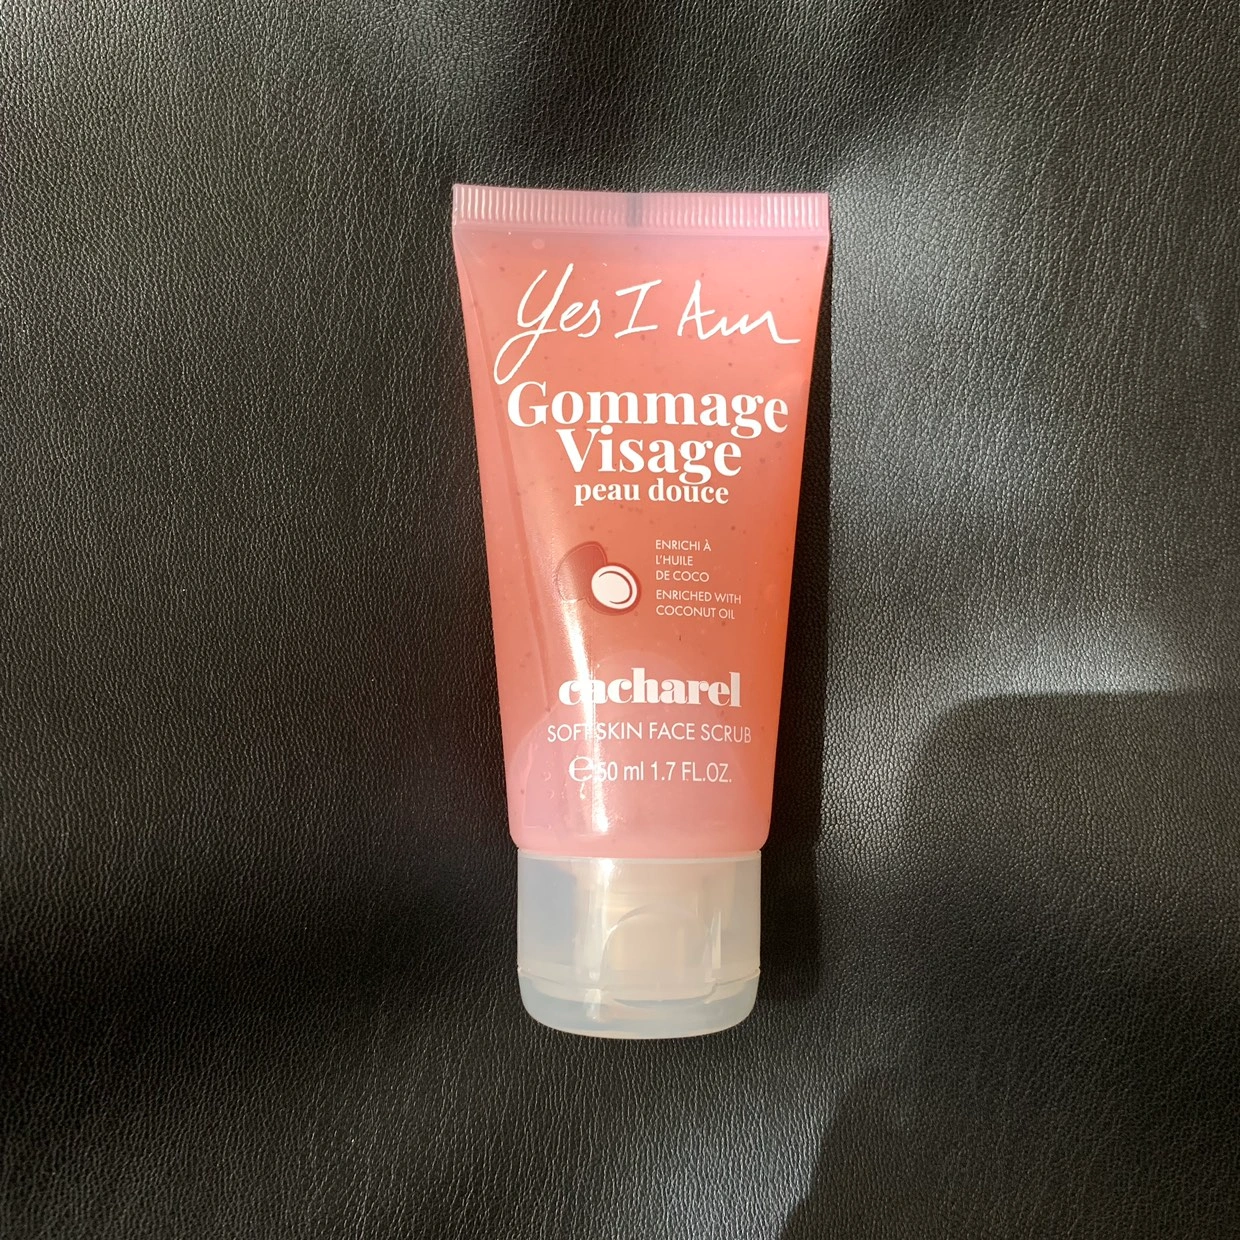 Yes I Am
Gommage
Visage
peau douce
ENRICHI À
L'HUILE
DE COCO
ENRICHED WITH
COCONUT OIL
cacharel
SOFT SKIN FACE SCRUB
℮50 ml 1.7 FL.OZ.